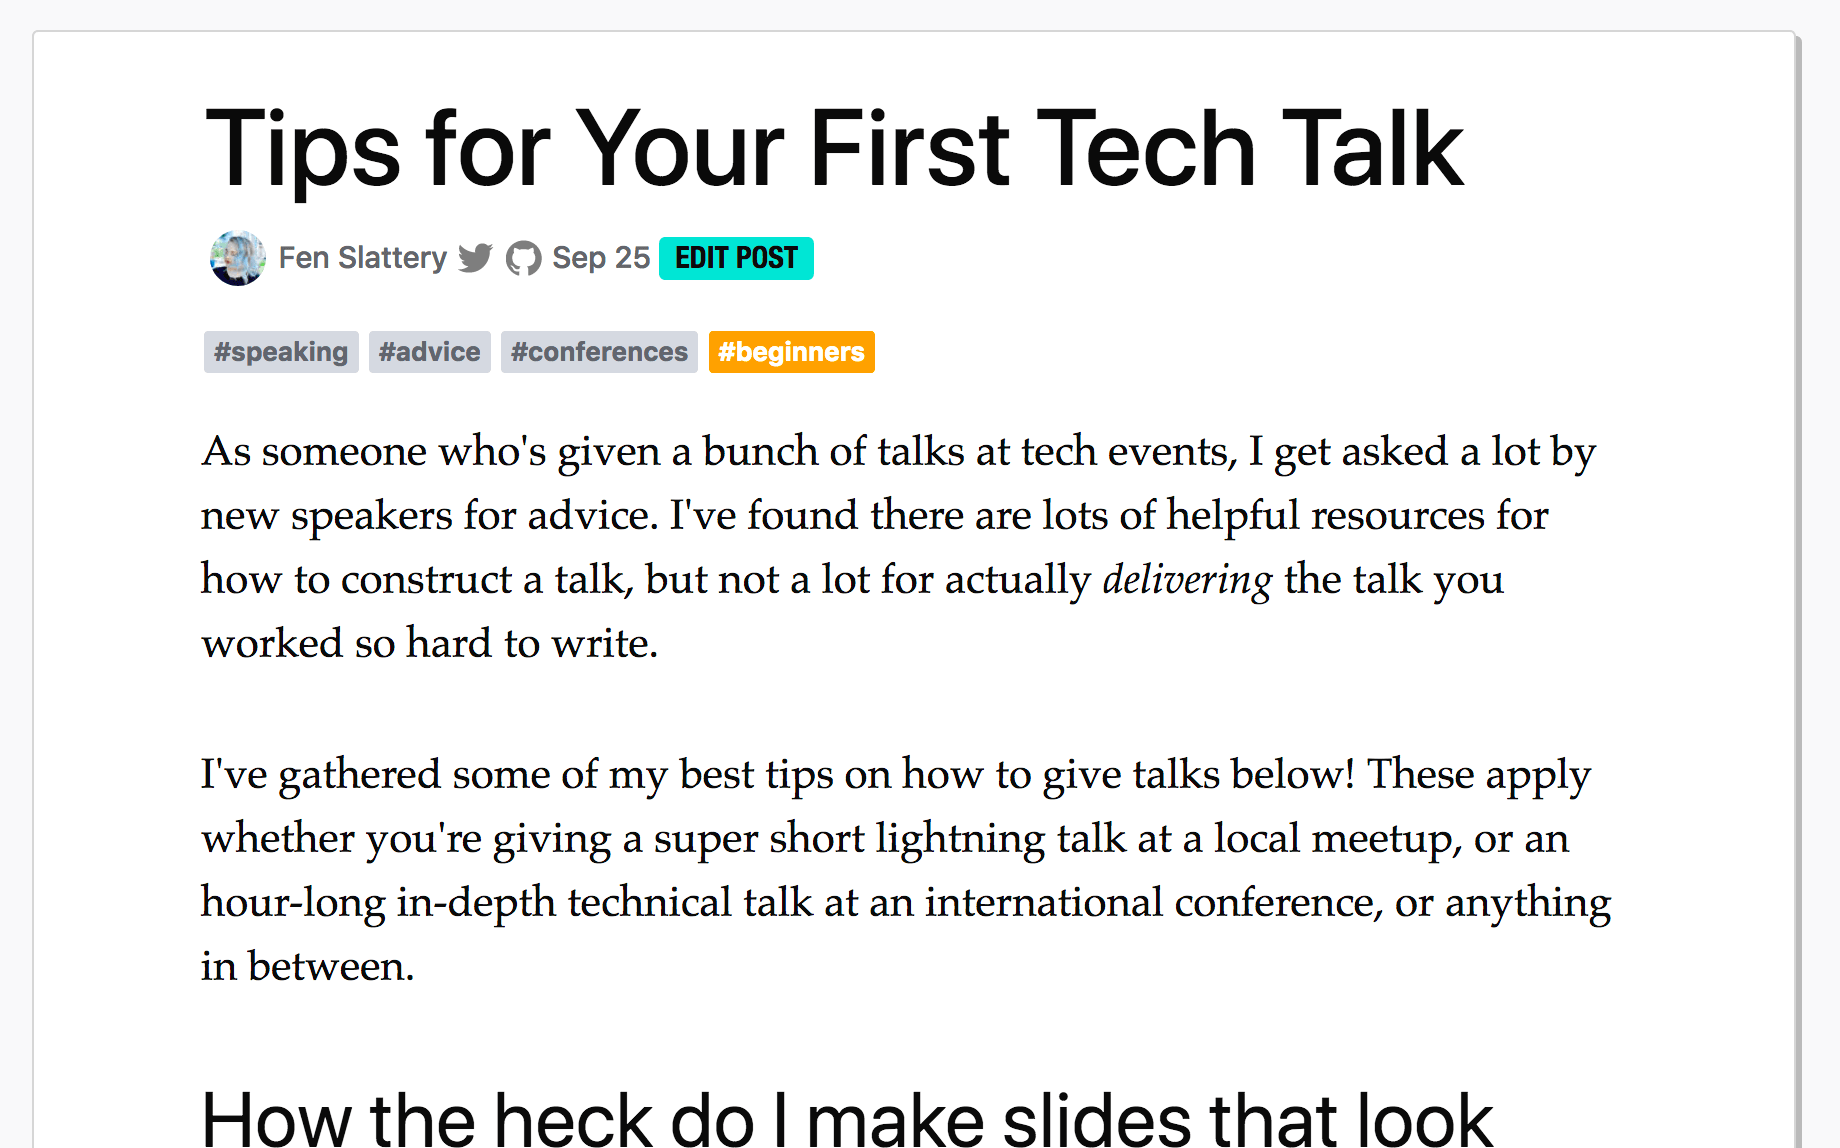 Tips for Your First Tech Talk
Fen Slattery Sep 25 EDIT POST
#speaking #advice #conferences #beginners
As someone who's given a bunch of talks at tech events, I get asked a lot by
new speakers for advice. I've found there are lots of helpful resources for
how to construct a talk, but not a lot for actually delivering the talk you
worked so hard to write.
I've gathered some of my best tips on how to give talks below! These apply
whether you're giving a super short lightning talk at a local meetup, or an
hour-long in-depth technical talk at an international conference, or anything
in between.
How the heck do I make slides that look